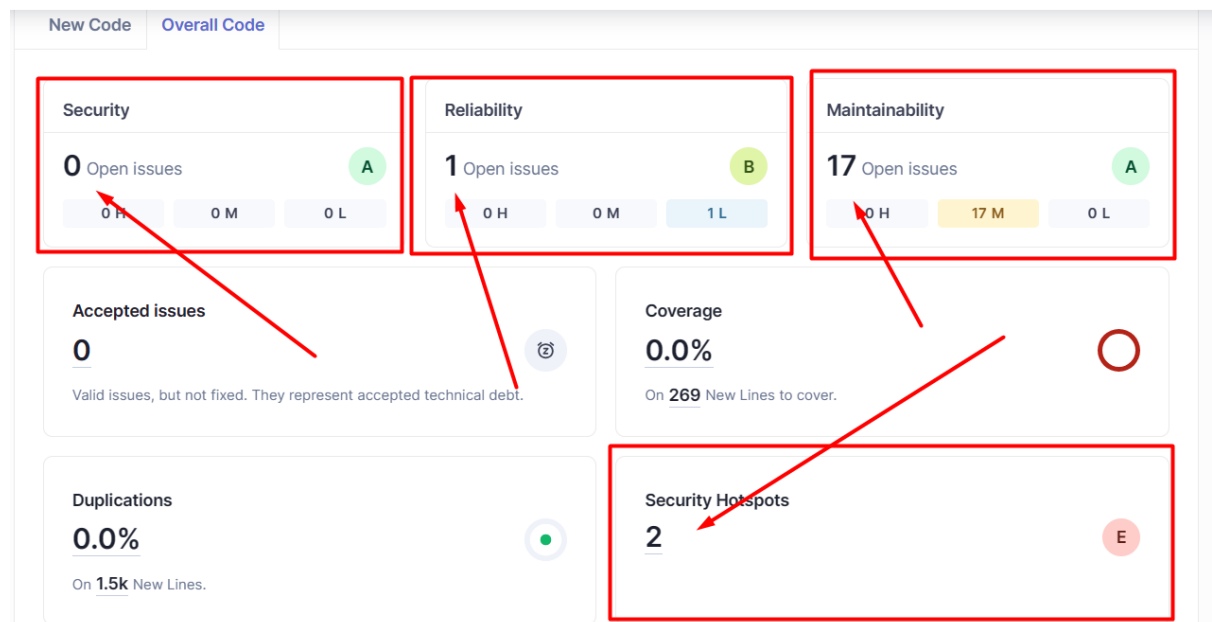 New Code Overall Code
Security
0 Open issues A
0 H 0 M 0 L
Reliability
1 Open issues B
0 H 0 M 1 L
Maintainability
17 Open issues A
0 H 17 M 0 L
Accepted issues
0
Valid issues, but not fixed. They represent accepted technical debt.
Coverage
0.0%
On 269 New Lines to cover.
Duplications
0.0%
On 1.5k New Lines.
Security Hotspots
2 E